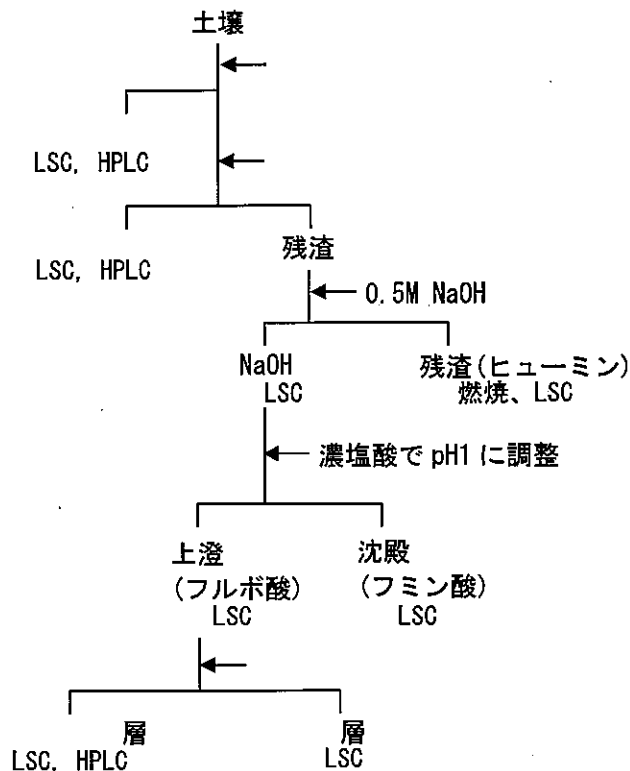 土壌
LSC, HPLC
LSC, HPLC
残渣
0.5M NaOH
NaOH
LSC
残渣(ヒューミン)
燃焼、LSC
濃塩酸で pH1 に調整
上澄
(フルボ酸)
LSC
沈殿
(フミン酸)
LSC
層
LSC, HPLC
層
LSC